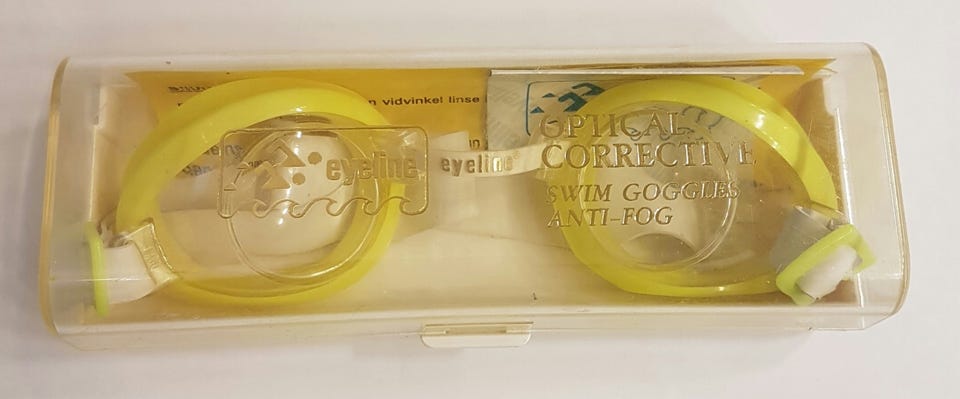 n vidvinkel linse
eyeline
eyeline®
OPTICAL
CORRECTIVE
SWIM GOGGLES
ANTI-FOG